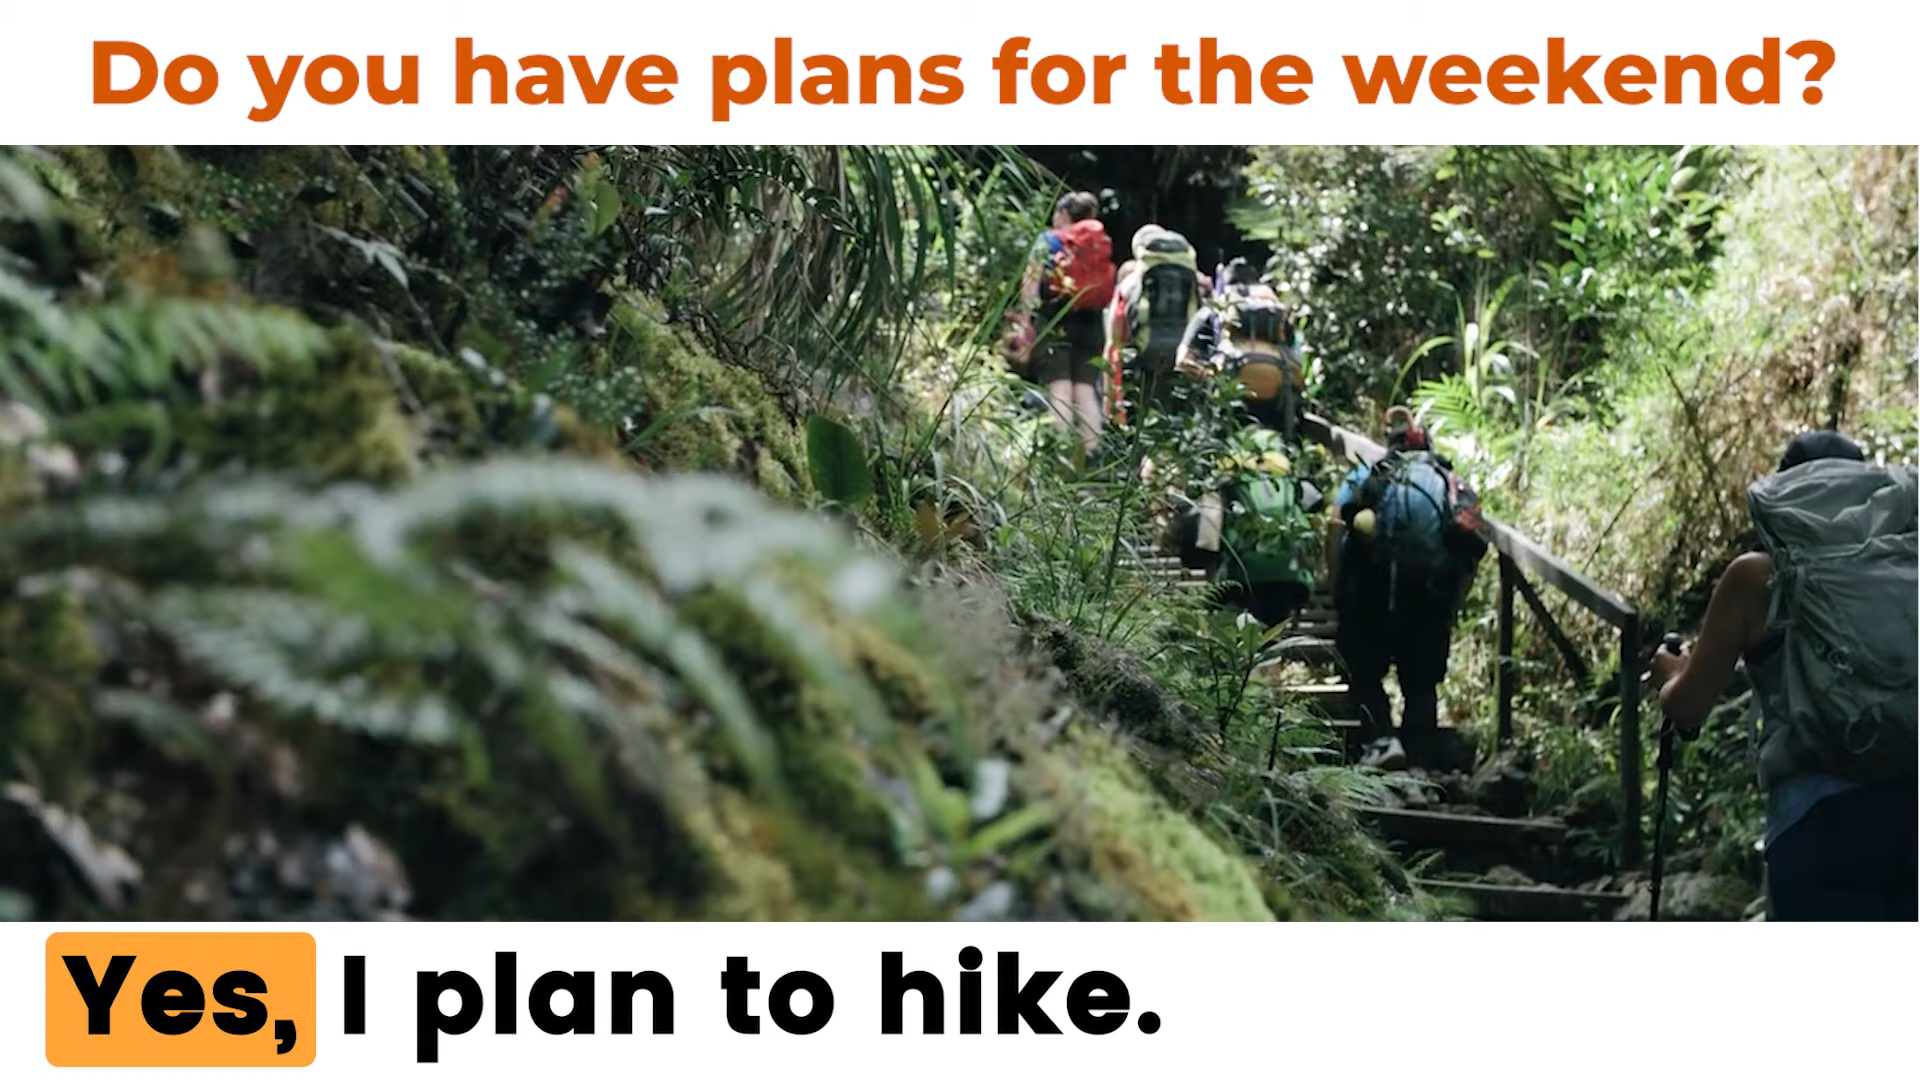 Do you have plans for the weekend?
Yes, I plan to hike.